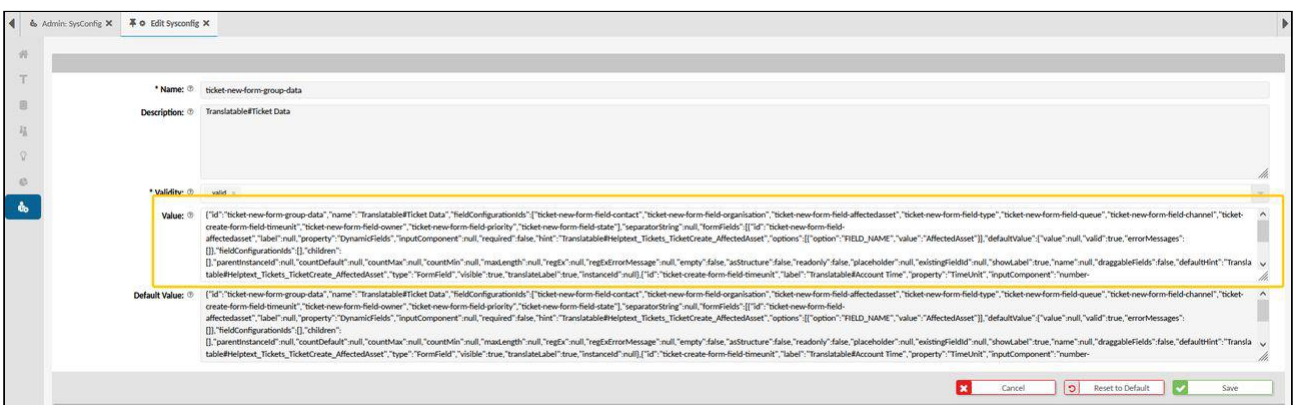 Admin: SysConfig Edit Sysconfig
* Name: ticket-new-form-group-data
Description: Translatable#Ticket Data
* Validity: valid
Value: {"id":"ticket-new-form-group-data","name":"Translatable#Ticket Data","fieldConfigurationIds":["ticket-new-form-field-contact","ticket-new-form-field-organisation","ticket-new-form-field-affectedasset","ticket-new-form-field-type","ticket-new-form-field-queue","ticket-new-form-field-channel","ticket-
create-form-field-timeunit","ticket-new-form-field-owner","ticket-new-form-field-priority","ticket-new-form-field-state"],"separatorString":null,"formFields":[{"id":"ticket-new-form-field-
affectedasset","label":null,"property":"DynamicFields","inputComponent":null,"required":false,"hint":"Translatable#Helptext_Tickets_TicketCreate_AffectedAsset","options":[{"option":"FIELD_NAME","value":"AffectedAsset"}],"defaultValue":{"value":null,"valid":true,"errorMessages":
[]},"fieldConfigurationIds":[],"children":
[],"parentInstanceId":null,"countDefault":null,"countMax":null,"countMin":null,"maxLength":null,"regEx":null,"regExErrorMessage":null,"empty":false,"asStructure":false,"readonly":false,"placeholder":null,"existingFieldId":null,"showLabel":true,"name":null,"draggableFields":false,"defaultHint":"Transla
table#Helptext_Tickets_TicketCreate_AffectedAsset","type":"FormField","visible":true,"translateLabel":true,"instanceId":null},{"id":"ticket-create-form-field-timeunit","label":"Translatable#Account Time","property":"TimeUnit","inputComponent":"number-
Default Value: {"id":"ticket-new-form-group-data","name":"Translatable#Ticket Data","fieldConfigurationIds":["ticket-new-form-field-contact","ticket-new-form-field-organisation","ticket-new-form-field-affectedasset","ticket-new-form-field-type","ticket-new-form-field-queue","ticket-new-form-field-channel","ticket-
create-form-field-timeunit","ticket-new-form-field-owner","ticket-new-form-field-priority","ticket-new-form-field-state"],"separatorString":null,"formFields":[{"id":"ticket-new-form-field-
affectedasset","label":null,"property":"DynamicFields","inputComponent":null,"required":false,"hint":"Translatable#Helptext_Tickets_TicketCreate_AffectedAsset","options":[{"option":"FIELD_NAME","value":"AffectedAsset"}],"defaultValue":{"value":null,"valid":true,"errorMessages":
[]},"fieldConfigurationIds":[],"children":
[],"parentInstanceId":null,"countDefault":null,"countMax":null,"countMin":null,"maxLength":null,"regEx":null,"regExErrorMessage":null,"empty":false,"asStructure":false,"readonly":false,"placeholder":null,"existingFieldId":null,"showLabel":true,"name":null,"draggableFields":false,"defaultHint":"Transla
table#Helptext_Tickets_TicketCreate_AffectedAsset","type":"FormField","visible":true,"translateLabel":true,"instanceId":null},{"id":"ticket-create-form-field-timeunit","label":"Translatable#Account Time","property":"TimeUnit","inputComponent":"number-
Cancel Reset to Default Save